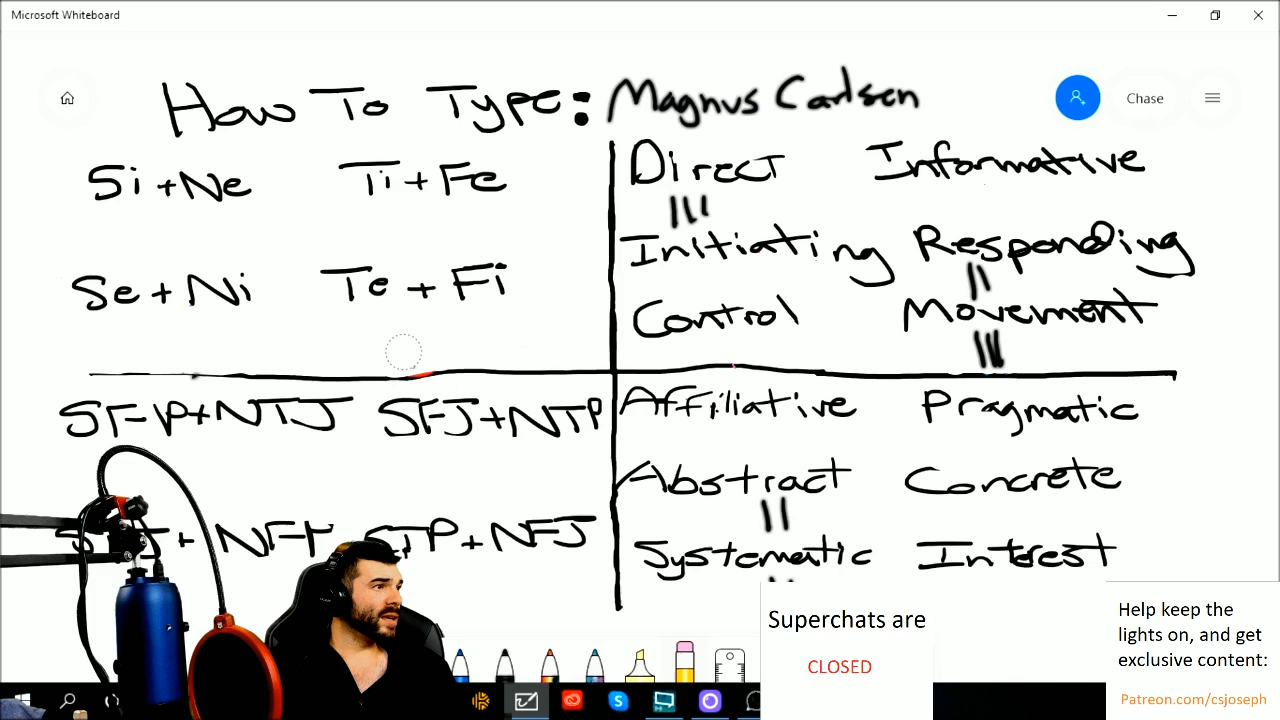 Microsoft Whiteboard
How To Type: Magnus Carlsen
Chase
Si+Ne Ti+Fe
Se+Ni Te+Fi
Direct Informative
Initiating Responding
Control Movement
SFP+NTJ SFJ+NTP
STP+NFJ
Affiliative Pragmatic
Abstract Concrete
Systematic Interest
Superchats are
CLOSED
Help keep the
lights on, and get
exclusive content:
Patreon.com/csjoseph